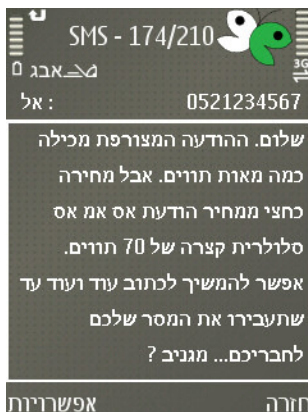 SMS - 174/210
אבג
3G
אל :
0521234567
שלום. ההודעה המצורפת מכילה
כמה מאות תווים. אבל מחירה
כחצי ממחיר הודעת אס אמ אס
סלולרית קצרה של 70 תווים.
אפשר להמשיך לכתוב עוד ועוד עד
שתעבירו את המסר שלכם
לחבריכם... מגניב ?
חזרה
אפשרויות